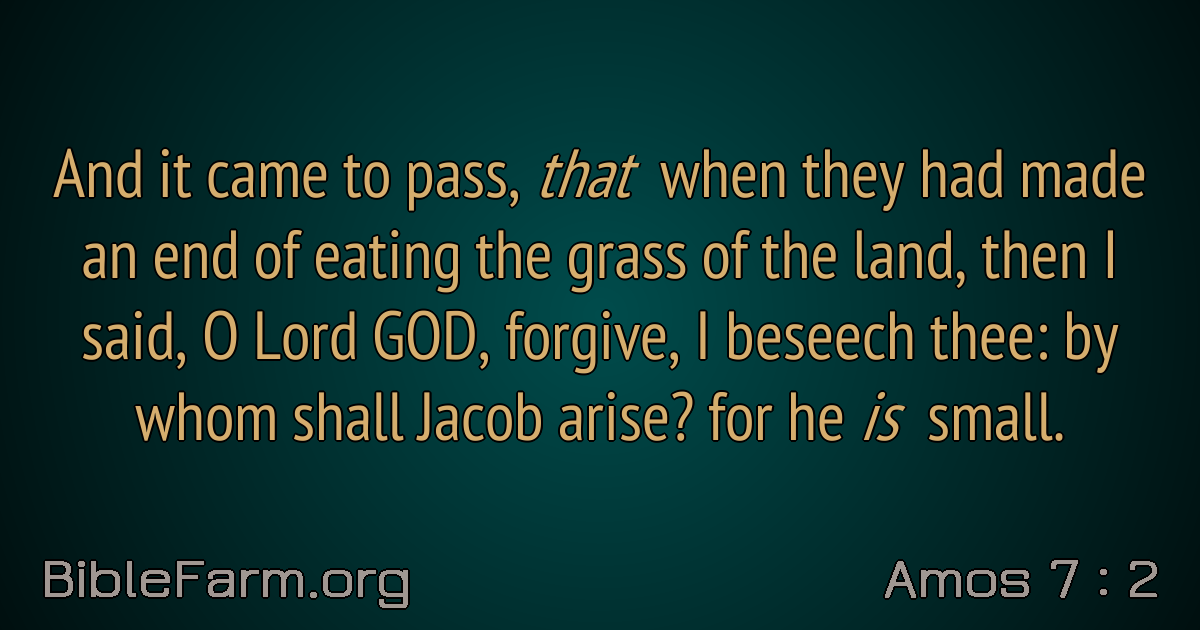 And it came to pass, that when they had made
an end of eating the grass of the land, then I
said, O Lord GOD, forgive, I beseech thee: by
whom shall Jacob arise? for he is small.
BibleFarm.org
Amos 7 : 2